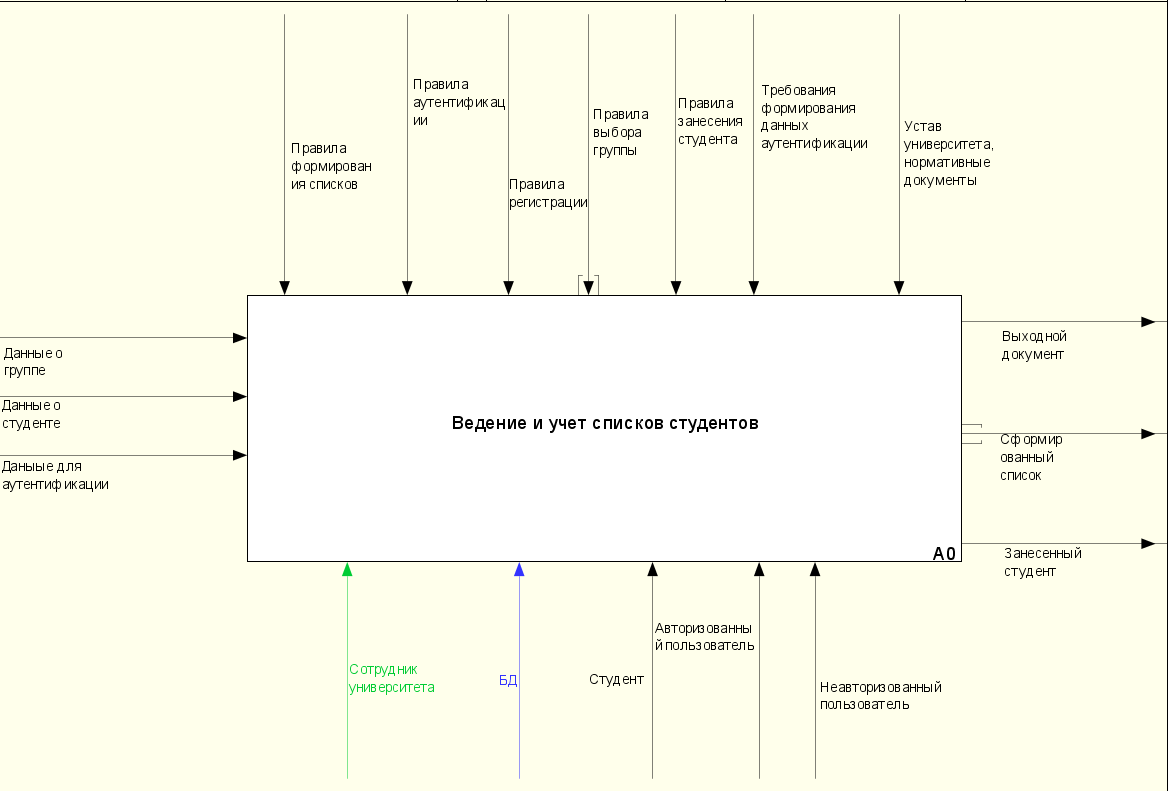 Правила
формирован
ия списков
Правила
аутентификац
ии
Правила
регистрации
Правила
выбора
группы
Правила
занесения
студента
Требования
формирования
данных
аутентификации
Устав
университета,
нормативные
документы
Данные о
группе
Данные о
студенте
Даныые для
аутентификации
Ведение и учет списков студентов
A0
Выходной
документ
Сформир
ованный
список
Занесенный
студент
Сотрудник
университета
БД
Студент
Авторизованны
й пользователь
Неавторизованный
пользователь